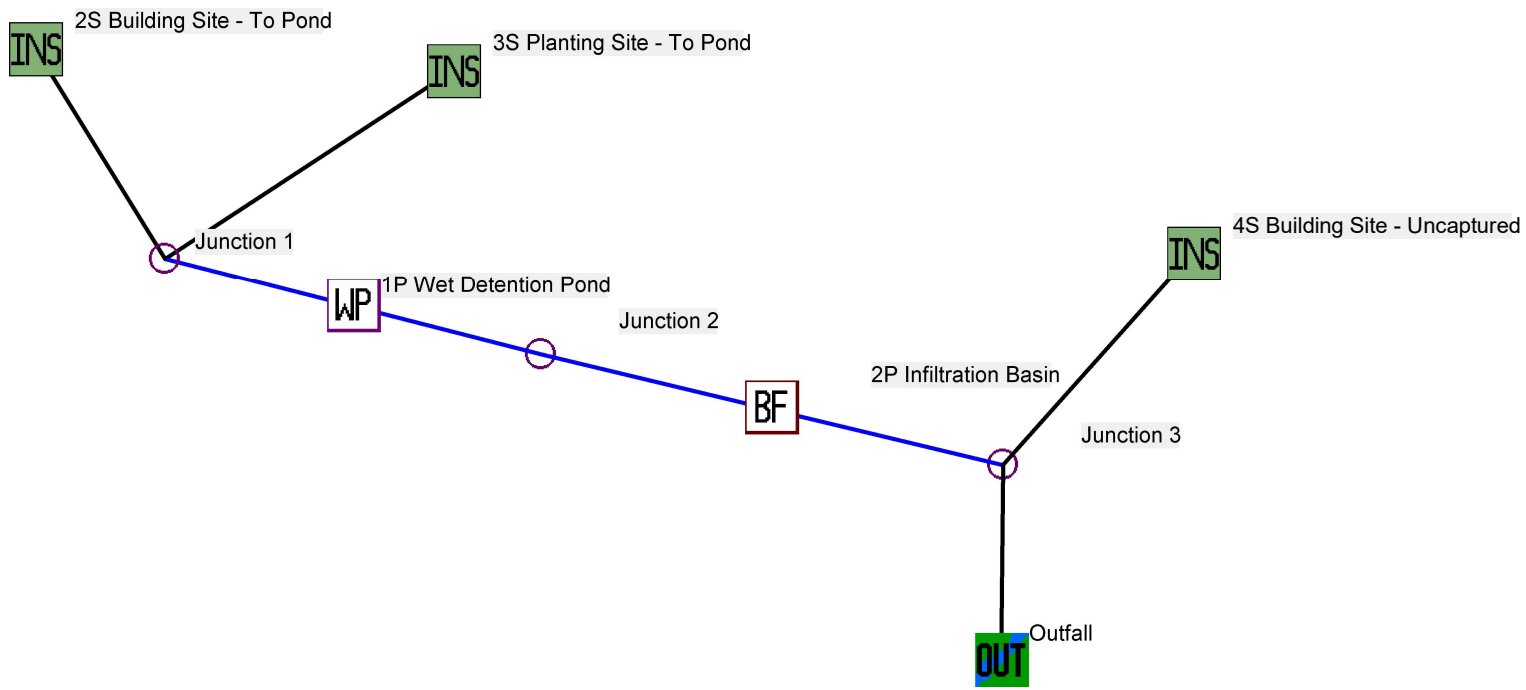 INS
2S Building Site - To Pond
INS
3S Planting Site - To Pond
Junction 1
INS
4S Building Site - Uncaptured
WP
1P Wet Detention Pond
Junction 2
2P Infiltration Basin
BF
Junction 3
OUT
Outfall